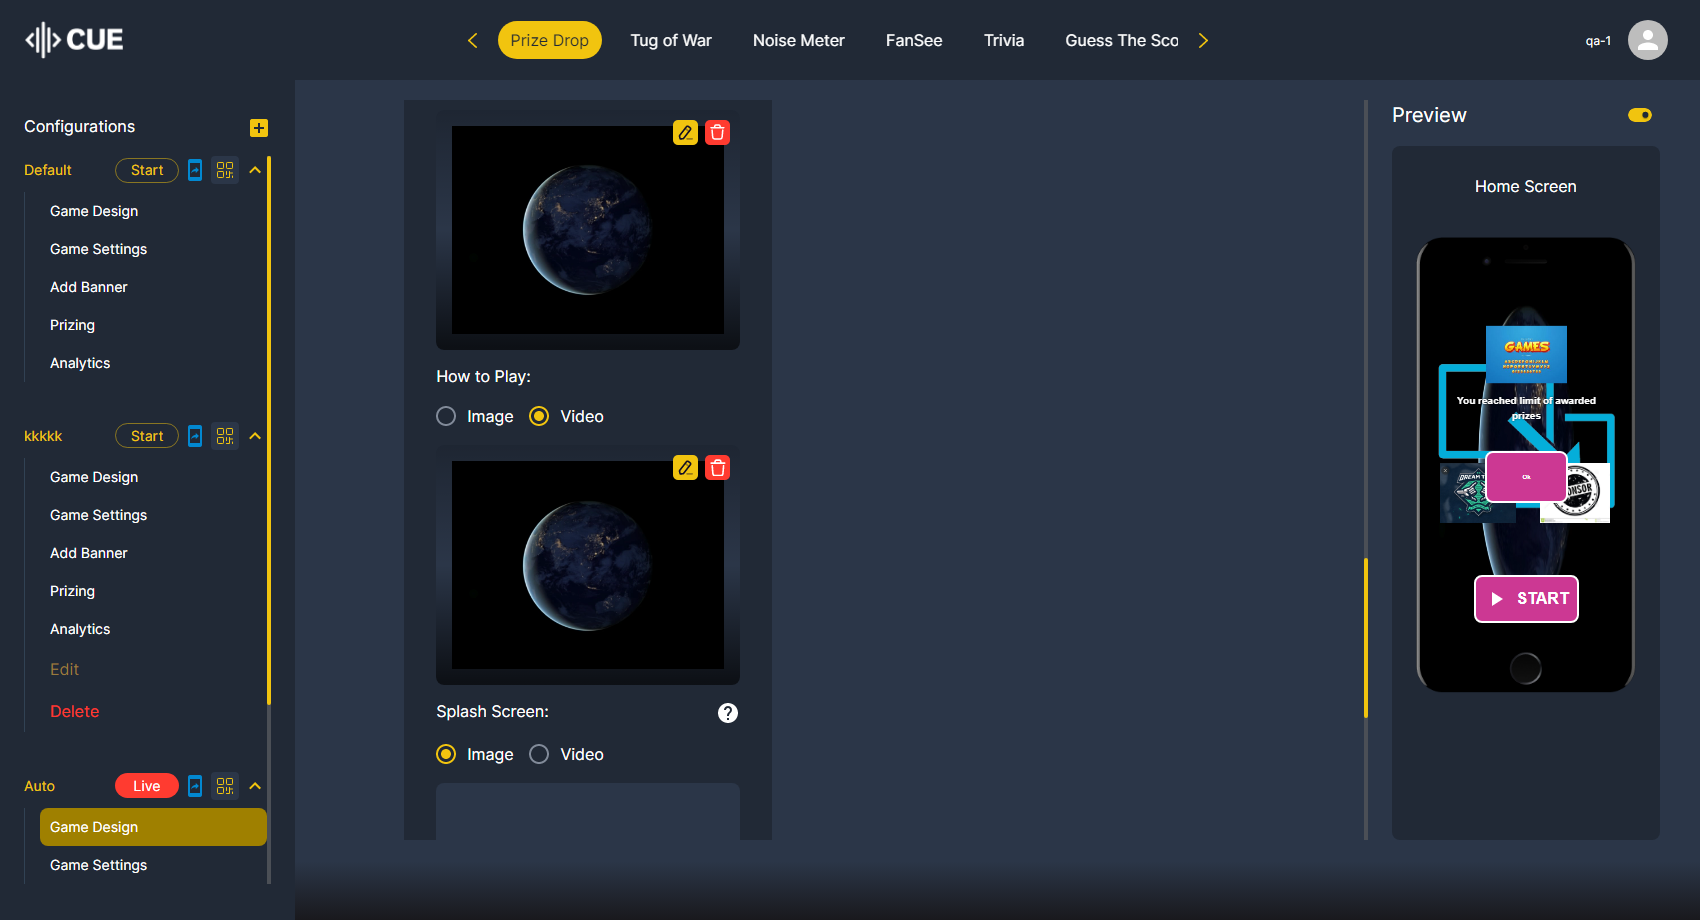 CUE
Prize Drop
Tug of War
Noise Meter
FanSee
Trivia
Guess The Sco
qa-1
Configurations
Default
Start
Game Design
Game Settings
Add Banner
Prizing
Analytics
kkkkk
Start
Game Design
Game Settings
Add Banner
Prizing
Analytics
Edit
Delete
Auto
Live
Game Design
Game Settings
How to Play:
Image
Video
Splash Screen:
?
Image
Video
Preview
Home Screen
GAMES
You reached limit of awarded
prizes
Ok
DREAM T
NSOR
START